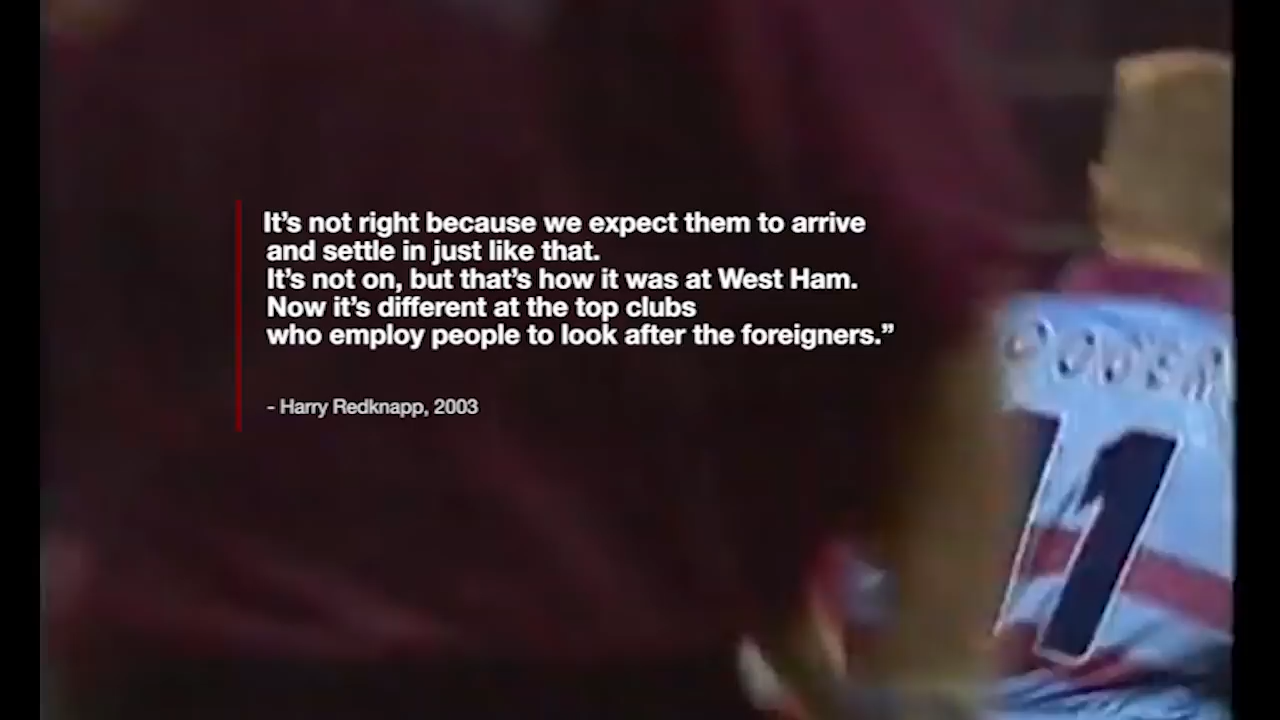 It’s not right because we expect them to arrive
and settle in just like that.
It’s not on, but that’s how it was at West Ham.
Now it’s different at the top clubs
who employ people to look after the foreigners.”
- Harry Redknapp, 2003
11